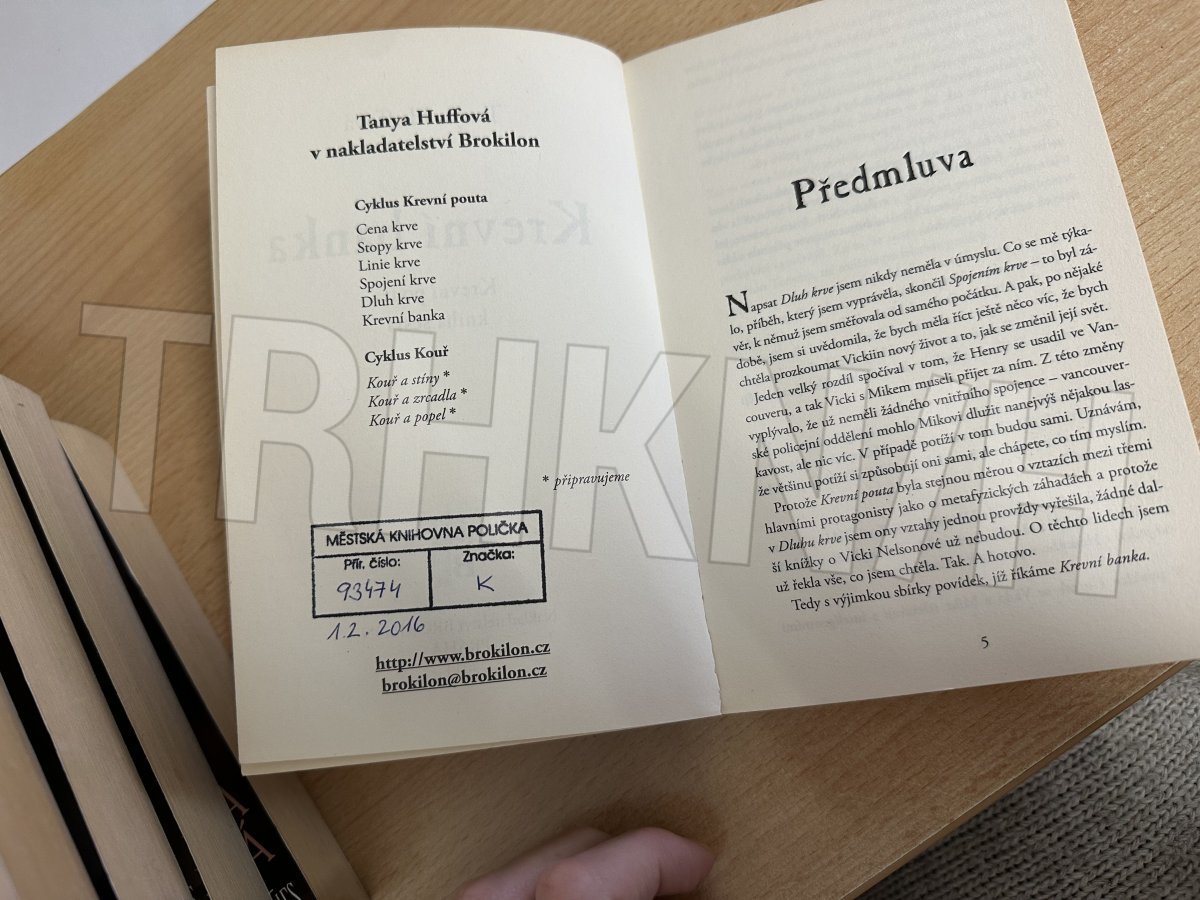 Tanya Huffová
v nakladatelství Brokilon
Cyklus Krevní pouta
Cena krve
Stopy krve
Linie krve
Spojení krve
Dluh krve
Krevní banka
Cyklus Kouř
Kouř a stíny *
Kouř a zrcadla *
Kouř a popel *
* připravujeme
MĚSTSKÁ KNIHOVNA POLIČKA
Přír. číslo:
Značka:
93474
K
1.2.2016
http://www.brokilon.cz
brokilon@brokilon.cz
Předmluva
Napsat Dluh krve jsem nikdy neměla v úmyslu. Co se mě týka-
lo, příběh, který jsem vyprávěla, skončil Spojením krve – to byl zá-
věr, k němuž jsem směřovala od samého počátku. A pak, po nějaké
době, jsem si uvědomila, že bych měla říct ještě něco víc, že bych
chtěla prozkoumat Vickiin nový život a to, jak se změnil její svět.
Jeden velký rozdíl spočíval v tom, že Henry se usadil ve Van-
couveru, a tak Vicki s Mikem museli přijet za ním. Z této změny
vyplývalo, že už neměli žádného vnitřního spojence – vancouver-
ské policejní oddělení mohlo Mikovi dlužit nanejvýš nějakou las-
kavost, ale nic víc. V případě potíží v tom budou sami. Uznávám,
že většinu potíží si způsobují oni sami, ale chápete, co tím myslím.
Protože Krevní pouta byla stejnou měrou o vztazích mezi třemi
hlavními protagonisty jako o metafyzických záhadách a protože
v Dluhu krve jsem ony vztahy jednou provždy vyřešila, žádné dal-
ší knížky o Vicki Nelsonové už nebudou. O těchto lidech jsem
už řekla vše, co jsem chtěla. Tak. A hotovo.
Tedy s výjimkou sbírky povídek, jíž říkáme Krevní banka.
5
TRHKNIH